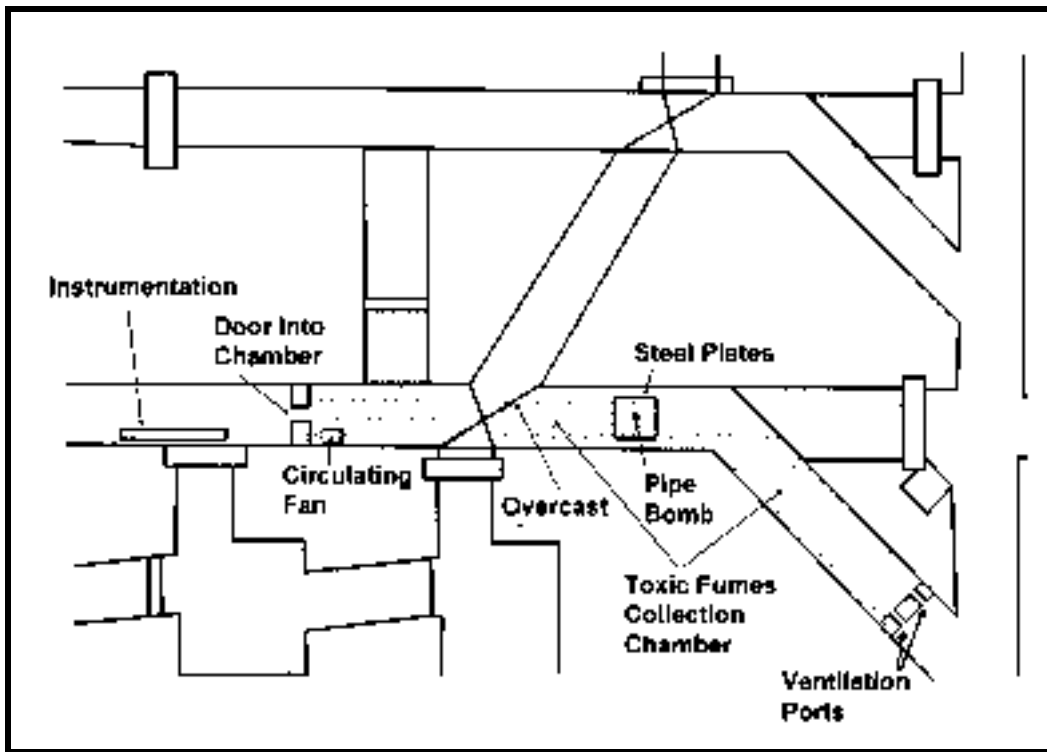 Instrumentation
Door Into
Chamber
Steel Plates
Circulating
Fan
Overcast
Pipe
Bomb
Toxic Fumes
Collection
Chamber
Ventilation
Ports